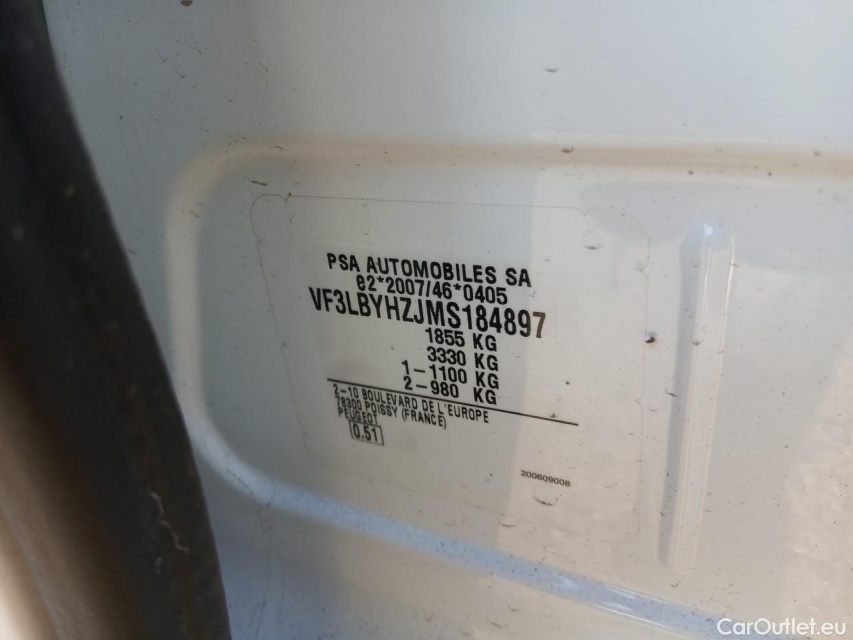 PSA AUTOMOBILES SA
e2*2007/46*0405
VF3LBYHZJMS184897
1855 KG
3330 KG
1-1100 KG
2-980 KG
2-10 BOULEVARD DE L'EUROPE
78300 POISSY (FRANCE)
PEUGEOT
0.51
200609008
CarOutlet.eu